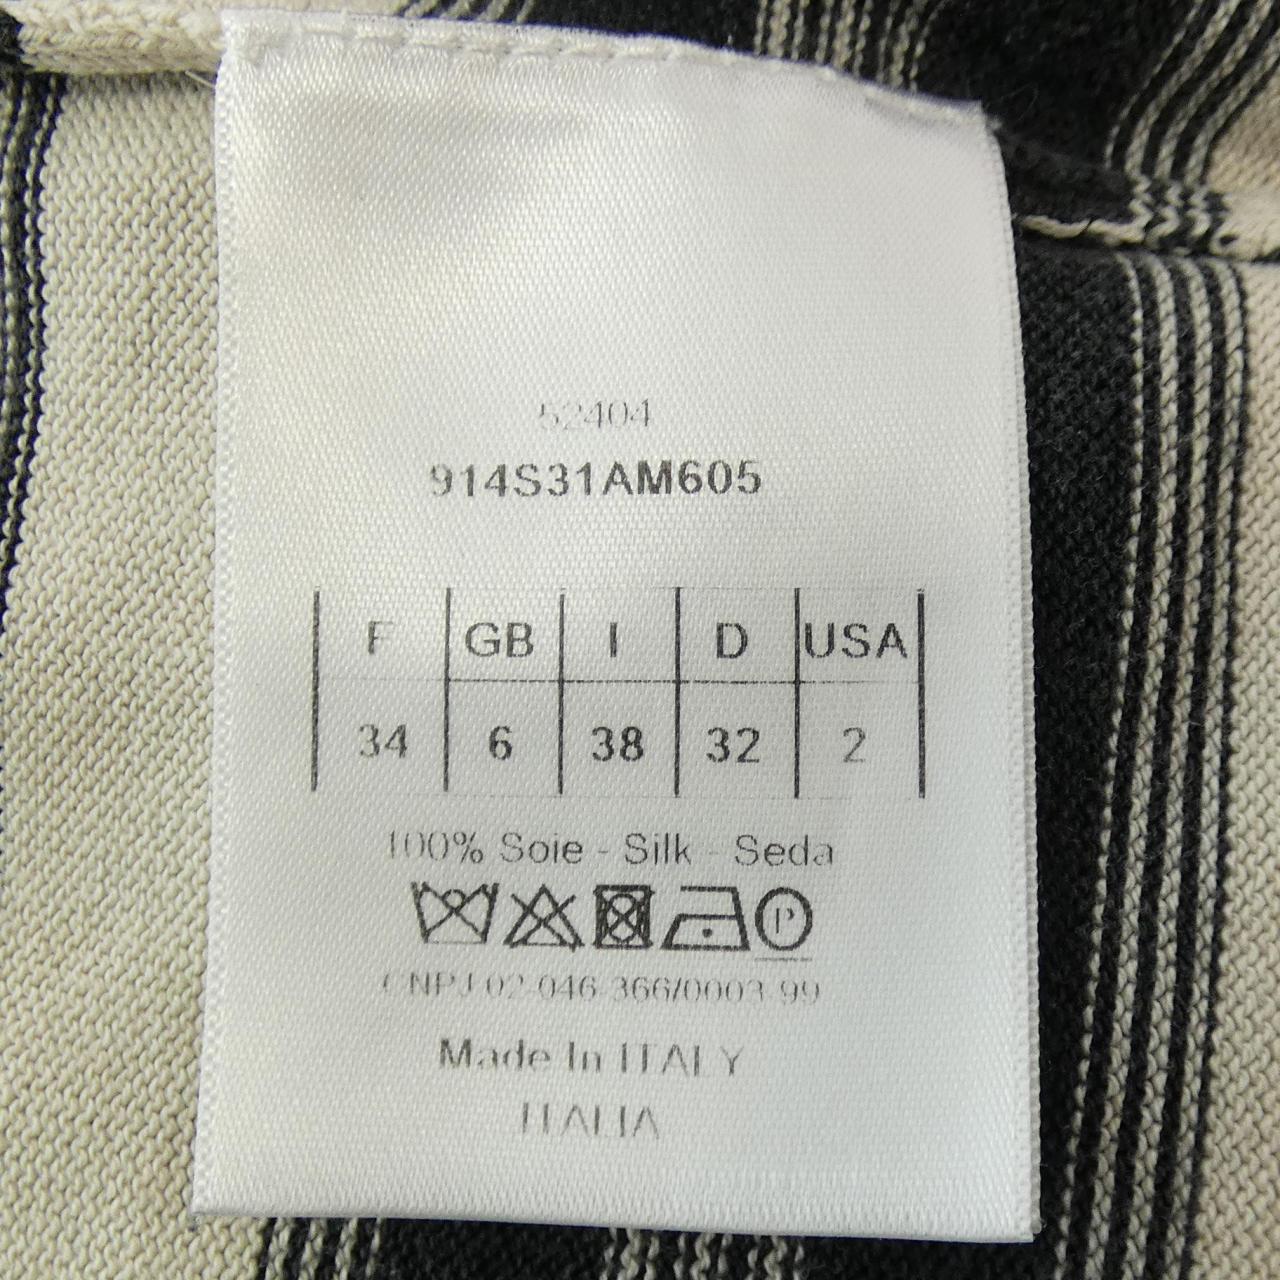 52404
914S31AM605
F GB I D USA
34 6 38 32 2
100% Soie - Silk - Seda
P
CNPJ 02-046-366/0003-99
Made In ITALY
ITALIA